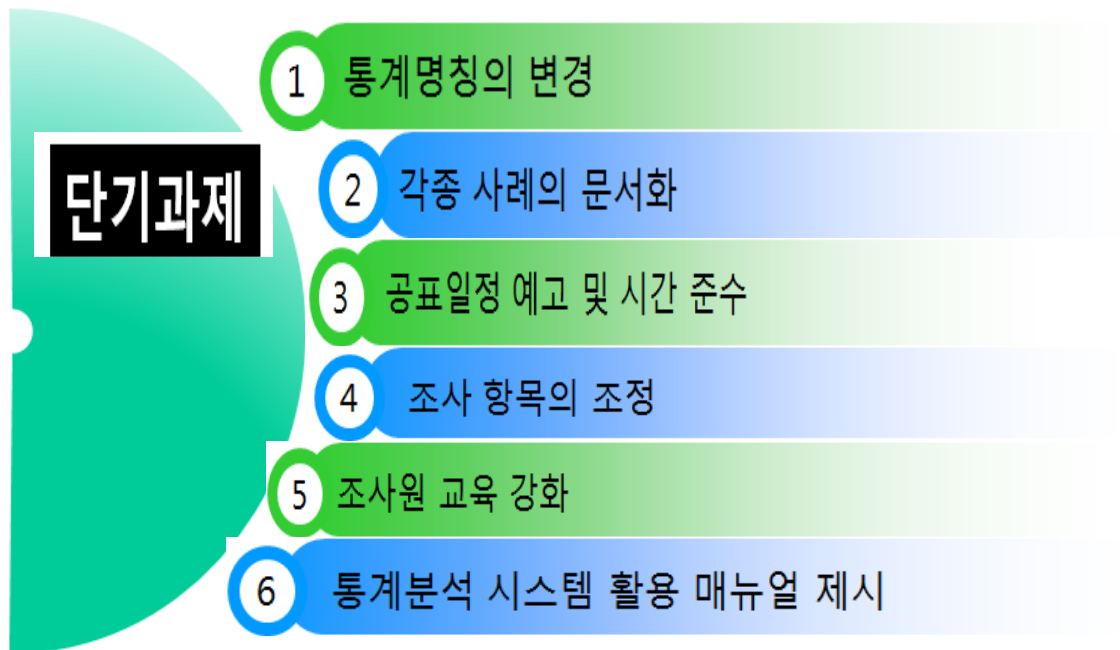 단기과제
1 통계명칭의 변경
2 각종 사례의 문서화
3 공표일정 예고 및 시간 준수
4 조사 항목의 조정
5 조사원 교육 강화
6 통계분석 시스템 활용 매뉴얼 제시